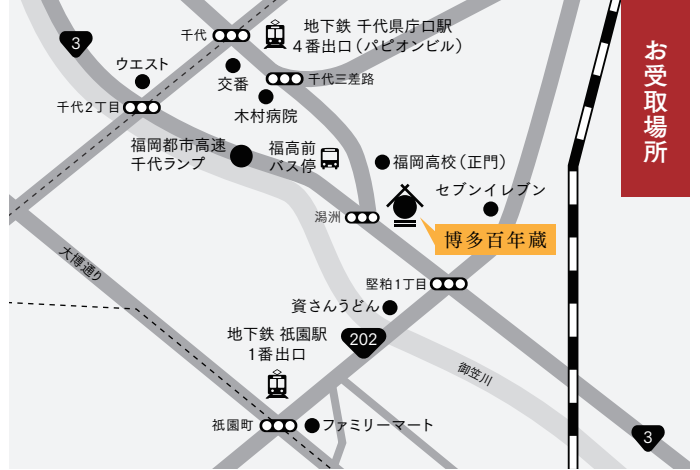 お受取場所
3
千代
地下鉄 千代県庁口駅
4番出口（パピオンビル）
ウエスト
交番
千代三差路
木村病院
千代2丁目
福岡都市高速
千代ランプ
福高前
バス停
福岡高校（正門）
セブンイレブン
潟洲
博多百年蔵
大博通り
堅粕1丁目
資さんうどん
地下鉄 祇園駅
1番出口
202
御笠川
祇園町
ファミリーマート
3